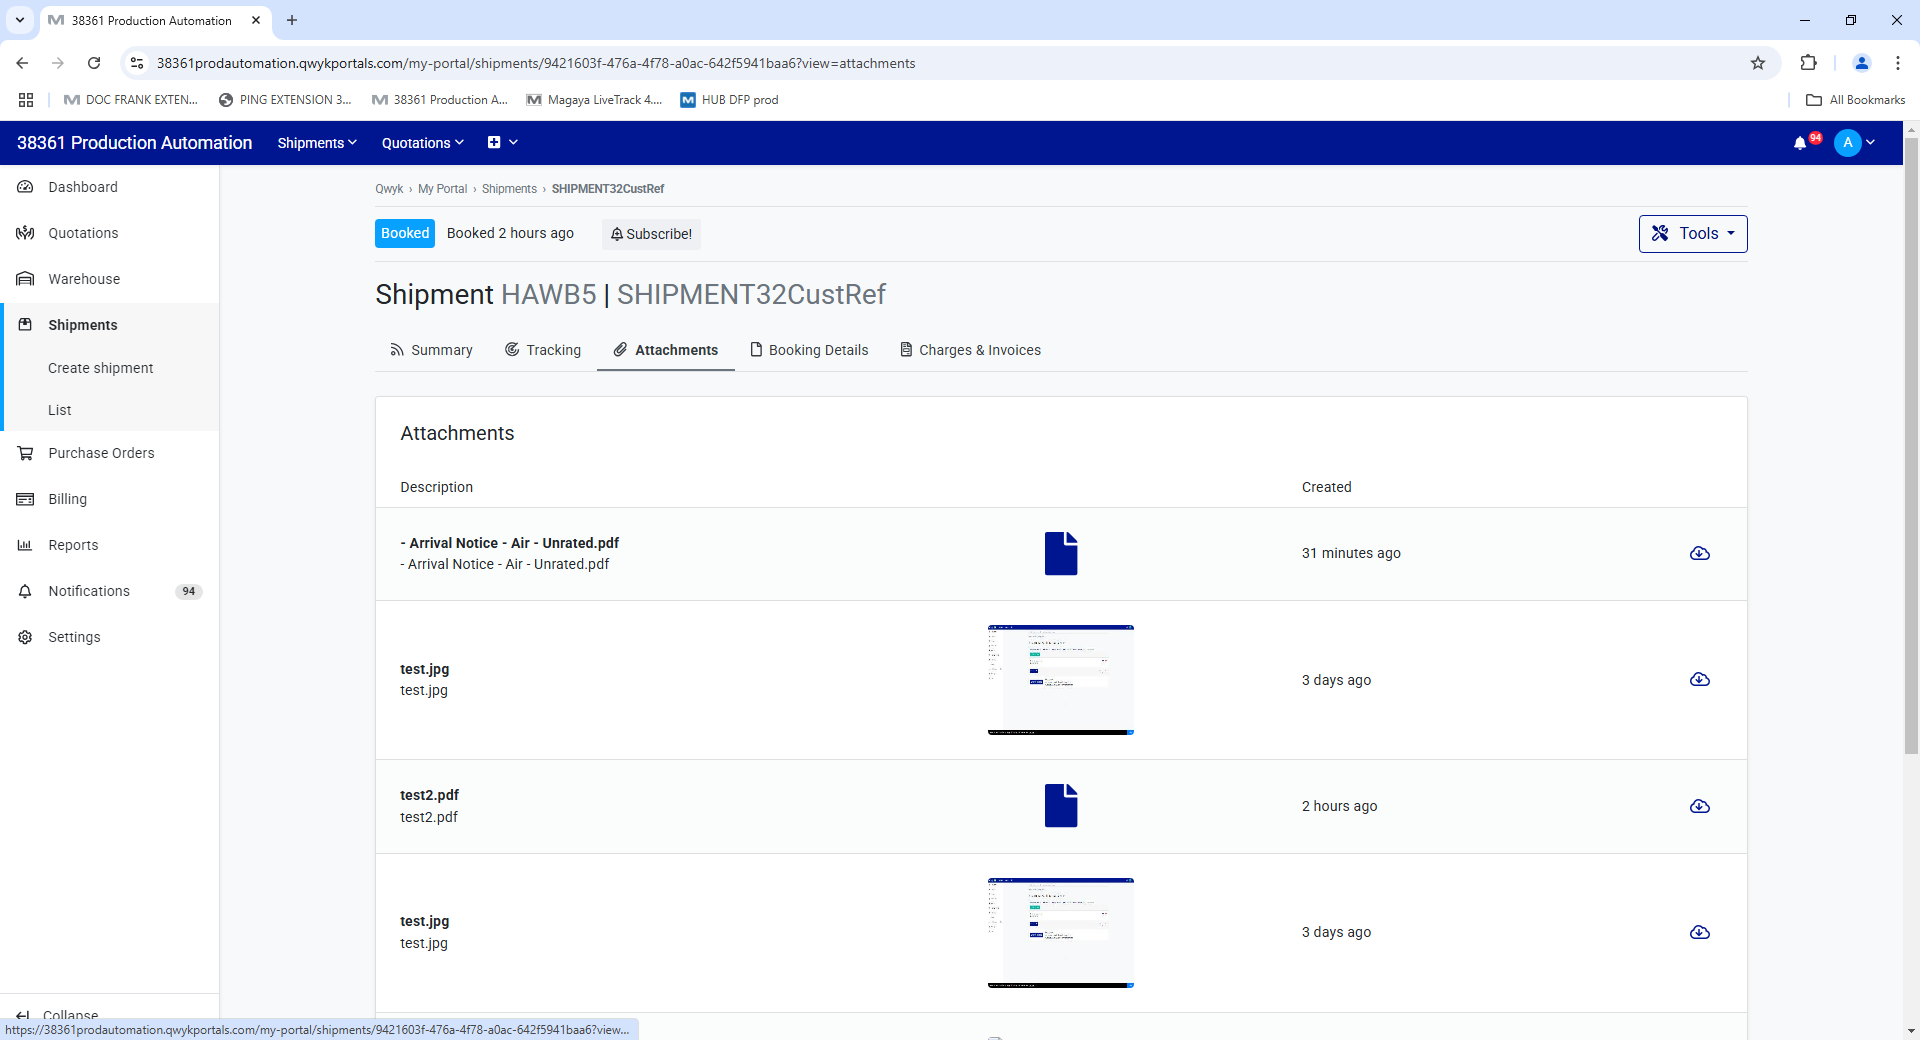 38361 Production Automation
38361prodautomation.qwykportals.com/my-portal/shipments/9421603f-476a-4f78-a0ac-642f5941baa6?view=attachments
DOC FRANK EXTEN... PING EXTENSION 3... 38361 Production A... Magaya LiveTrack 4.... HUB DFP prod All Bookmarks
38361 Production Automation Shipments Quotations 94 A
Dashboard
Quotations
Warehouse
Shipments
Create shipment
List
Purchase Orders
Billing
Reports
Notifications 94
Settings
Collapse
Qwyk › My Portal › Shipments › SHIPMENT32CustRef
Booked Booked 2 hours ago Subscribe! Tools
Shipment HAWB5 | SHIPMENT32CustRef
Summary Tracking Attachments Booking Details Charges & Invoices
Attachments
Description Created
- Arrival Notice - Air - Unrated.pdf
- Arrival Notice - Air - Unrated.pdf
31 minutes ago
test.jpg
test.jpg
3 days ago
test2.pdf
test2.pdf
2 hours ago
test.jpg
test.jpg
3 days ago
https://38361prodautomation.qwykportals.com/my-portal/shipments/9421603f-476a-4f78-a0ac-642f5941baa6?view...